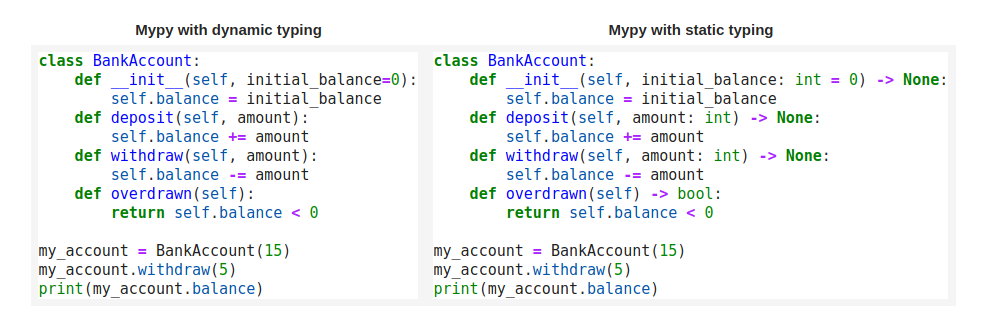 Mypy with dynamic typing
class BankAccount:
    def __init__(self, initial_balance=0):
        self.balance = initial_balance
    def deposit(self, amount):
        self.balance += amount
    def withdraw(self, amount):
        self.balance -= amount
    def overdrawn(self):
        return self.balance < 0

my_account = BankAccount(15)
my_account.withdraw(5)
print(my_account.balance)
Mypy with static typing
class BankAccount:
    def __init__(self, initial_balance: int = 0) -> None:
        self.balance = initial_balance
    def deposit(self, amount: int) -> None:
        self.balance += amount
    def withdraw(self, amount: int) -> None:
        self.balance -= amount
    def overdrawn(self) -> bool:
        return self.balance < 0

my_account = BankAccount(15)
my_account.withdraw(5)
print(my_account.balance)